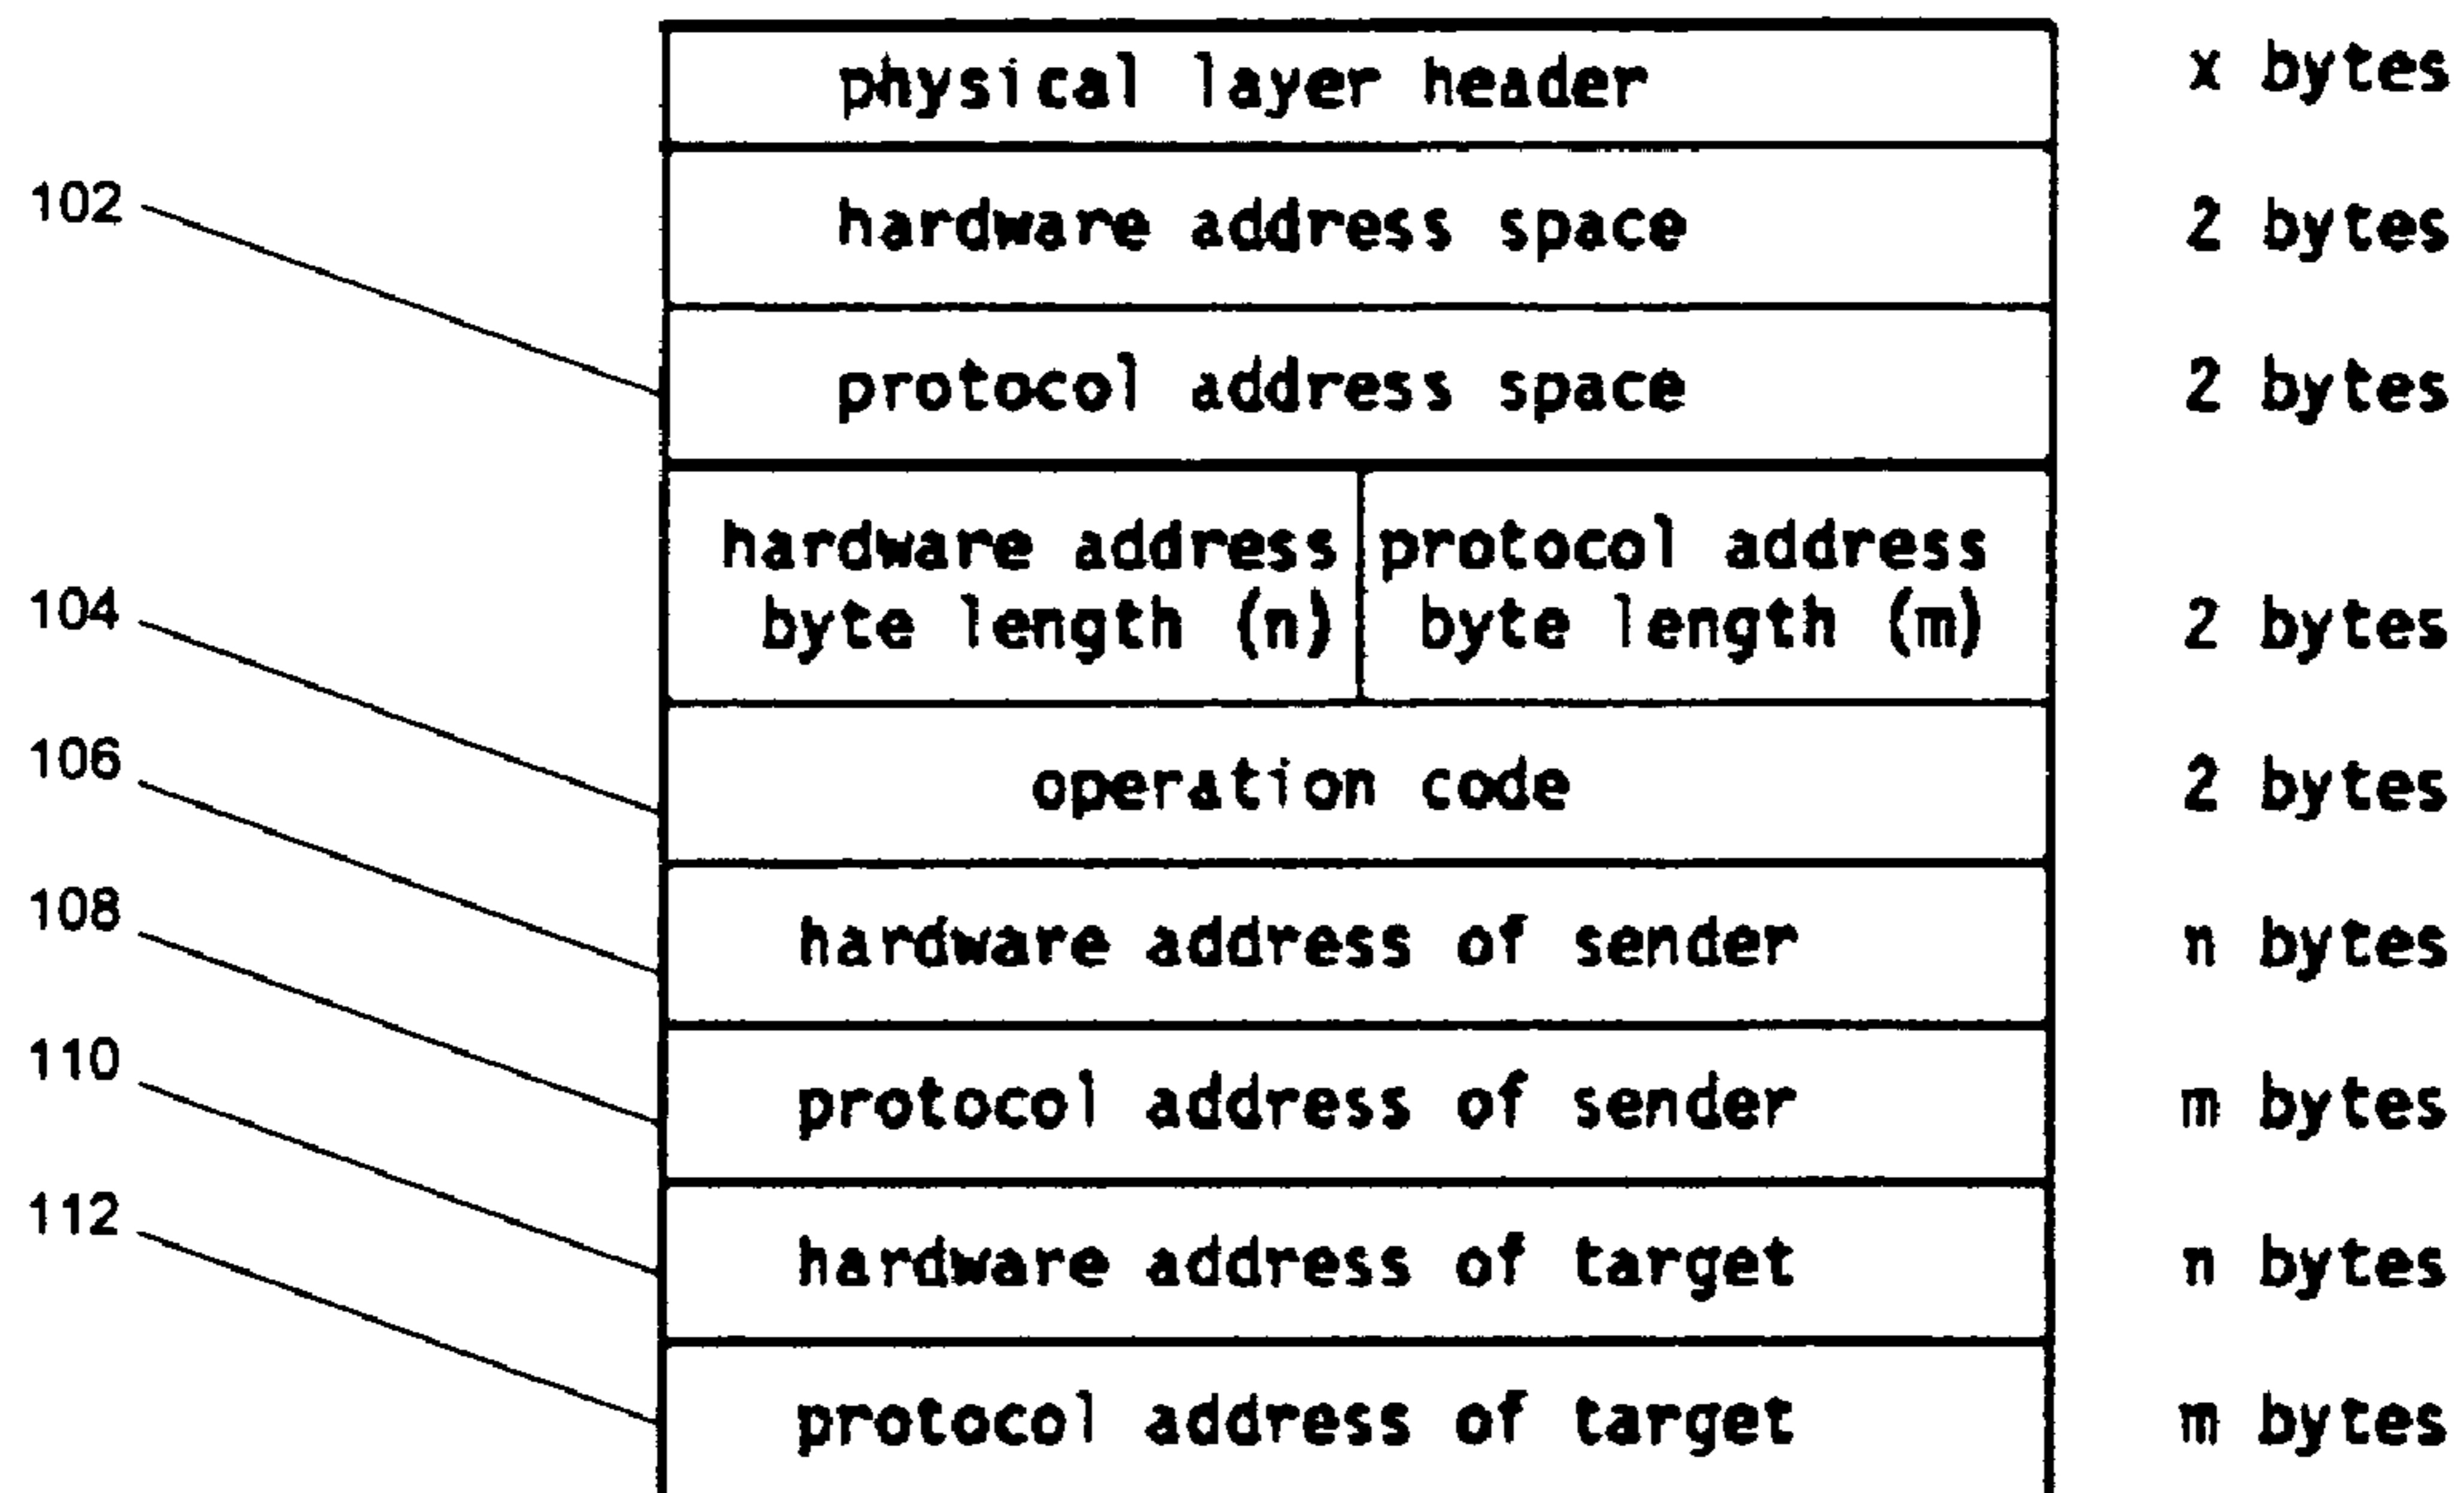 physical layer header x bytes
102 hardware address space 2 bytes
protocol address space 2 bytes
hardware address protocol address
104 byte length (n) byte length (m) 2 bytes
106 operation code 2 bytes
108 hardware address of sender n bytes
110 protocol address of sender m bytes
112 hardware address of target n bytes
protocol address of target m bytes